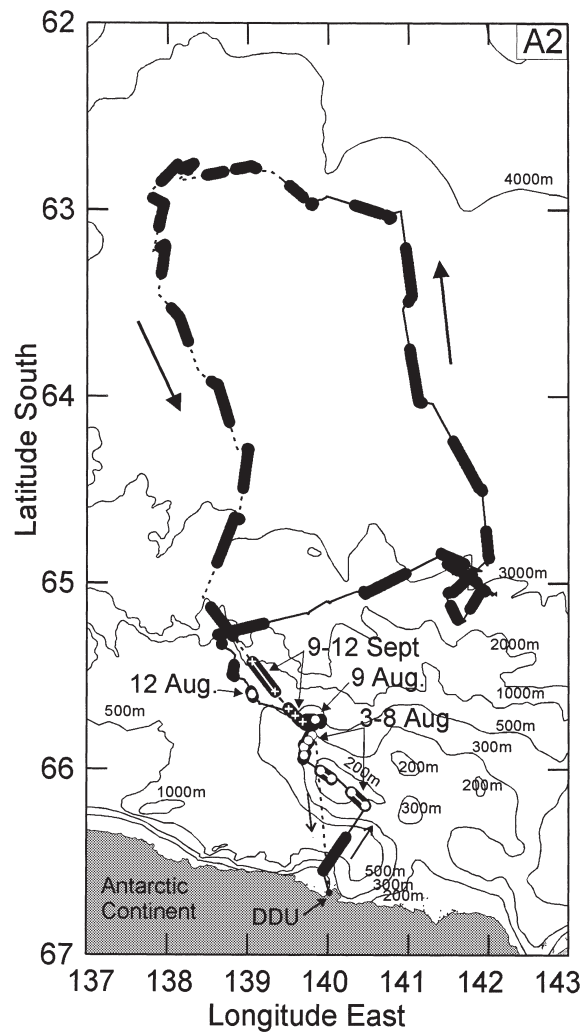 62
A2
63
4000m
64
Latitude South
65
3000m
9-12 Sept
2000m
12 Aug.
9 Aug.
1000m
500m
3-8 Aug
500m
300m
66
200m
200m
200m
1000m
300m
500m
Antarctic
Continent
300m
200m
DDU
67
137 138 139 140 141 142 143
Longitude East